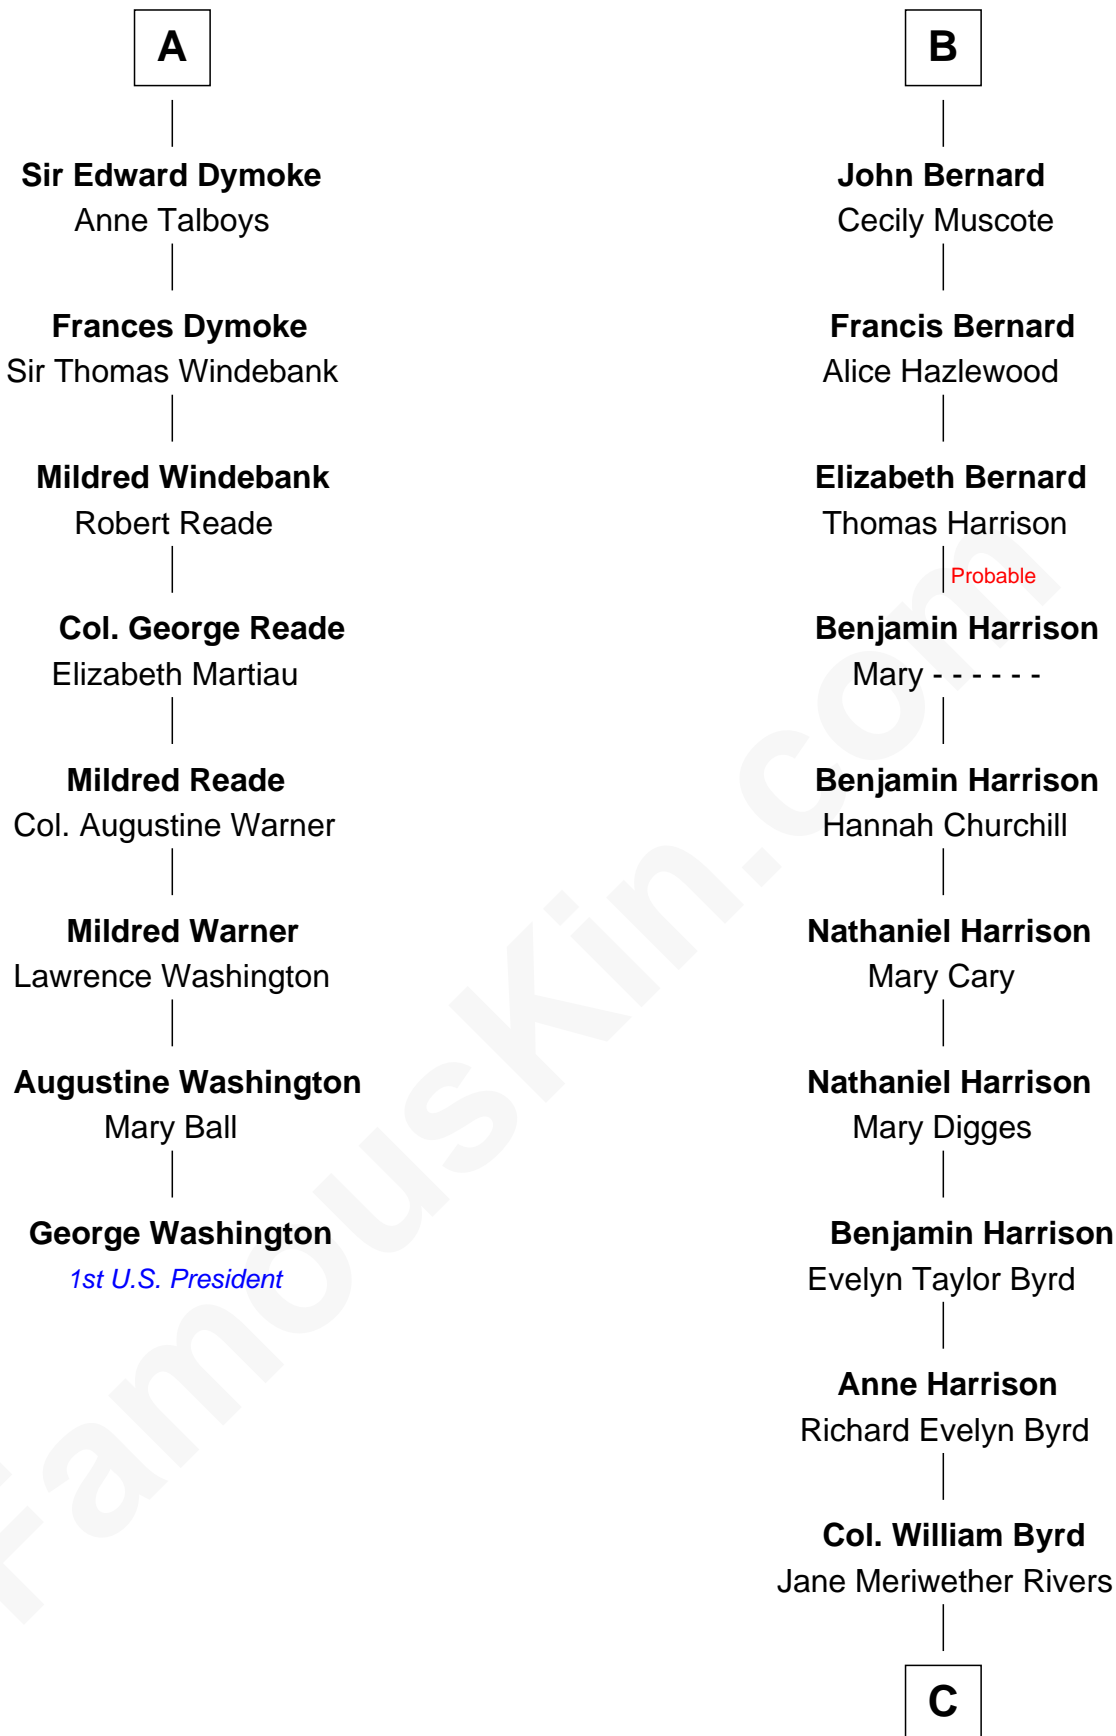 A
Sir Edward Dymoke
Anne Talboys
Frances Dymoke
Sir Thomas Windebank
Mildred Windebank
Robert Reade
Col. George Reade
Elizabeth Martiau
Mildred Reade
Col. Augustine Warner
Mildred Warner
Lawrence Washington
Augustine Washington
Mary Ball
George Washington
1st U.S. President
B
John Bernard
Cecily Muscote
Francis Bernard
Alice Hazlewood
Elizabeth Bernard
Thomas Harrison
Probable
Benjamin Harrison
Mary - - - - - -
Benjamin Harrison
Hannah Churchill
Nathaniel Harrison
Mary Cary
Nathaniel Harrison
Mary Digges
Benjamin Harrison
Evelyn Taylor Byrd
Anne Harrison
Richard Evelyn Byrd
Col. William Byrd
Jane Meriwether Rivers
C
FamousKin.com